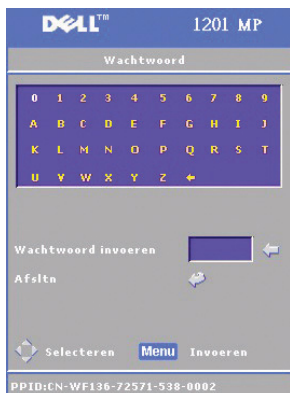 DELL™ 1201 MP
Wachtwoord
0 1 2 3 4 5 6 7 8 9
A B C D E F G H I J
K L M N O P Q R S T
U V W X Y Z ←
Wachtwoord invoeren
Afsltn
Selecteren Menu Invoeren
PPID:CN-WF136-72571-538-0002